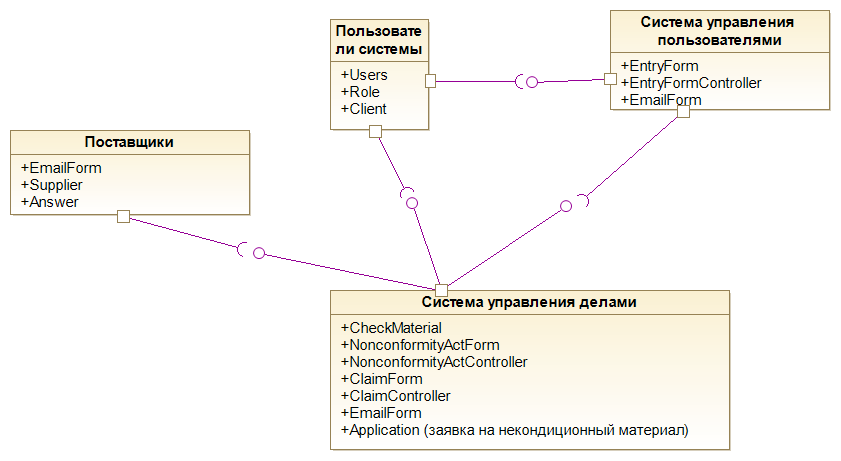 Пользовате
ли системы
+Users
+Role
+Client
Система управления
пользователями
+EntryForm
+EntryFormController
+EmailForm
Поставщики
+EmailForm
+Supplier
+Answer
Система управления делами
+CheckMaterial
+NonconformityActForm
+NonconformityActController
+ClaimForm
+ClaimController
+EmailForm
+Application (заявка на некондиционный материал)